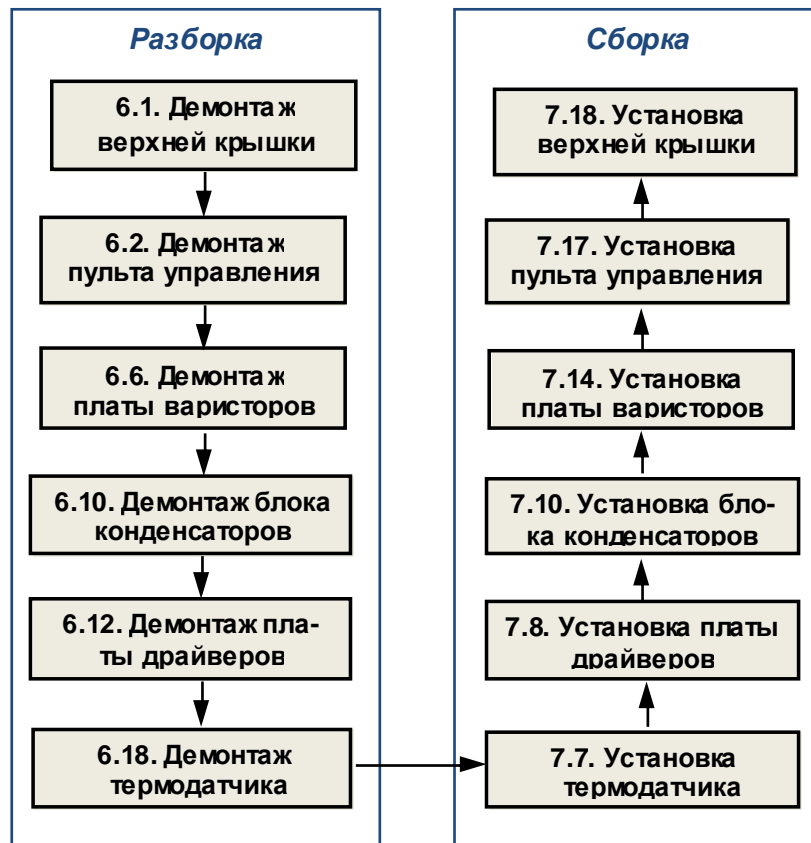 Разборка
6.1. Демонтаж
верхней крышки
6.2. Демонтаж
пульта управления
6.6. Демонтаж
платы варисторов
6.10. Демонтаж блока
конденсаторов
6.12. Демонтаж пла-
ты драйверов
6.18. Демонтаж
термодатчика
Сборка
7.18. Установка
верхней крышки
7.17. Установка
пульта управления
7.14. Установка
платы варисторов
7.10. Установка бло-
ка конденсаторов
7.8. Установка платы
драйверов
7.7. Установка
термодатчика